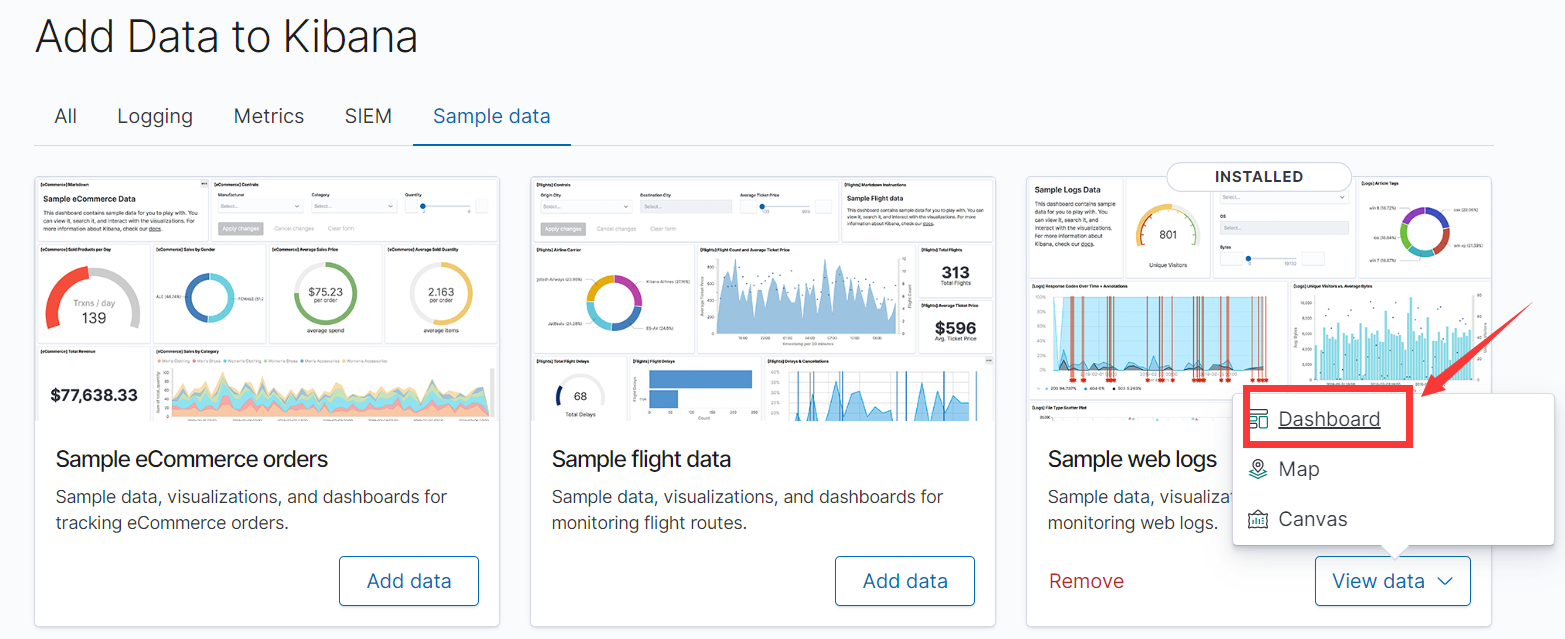 Add Data to Kibana
All
Logging
Metrics
SIEM
Sample data
[eCommerce] Markdown
Sample eCommerce Data
This dashboard contains sample data for you to play with. You
can view it, search it, and interact with the visualizations. For
more information about Kibana, check our docs.
[eCommerce] Controls
Manufacturer
Category
Quantity
Select...
Select...
Apply changes
Cancel changes
Clear form
[eCommerce] Sold Products per Day
Trxns / day
139
[eCommerce] Sales by Gender
[eCommerce] Average Sales Price
$75.23
per order
average spend
[eCommerce] Average Sold Quantity
2.163
per order
average items
[eCommerce] Total Revenue
$77,638.33
[eCommerce] Sales by Category
Sample eCommerce orders
Sample data, visualizations, and dashboards for
tracking eCommerce orders.
Add data
[Flights] Controls
Origin City
Destination City
Average Ticket Price
Select...
Select...
Apply changes
Cancel changes
Clear form
[Flights] Markdown Instructions
Sample Flight data
This dashboard contains sample data for you to play with. You can
view it, search it, and interact with the visualizations. For more
information about Kibana, check our docs.
[Flights] Airline Carrier
[Flights] Flight Count and Average Ticket Price
[Flights] Total Flights
313
Total Flights
[Flights] Average Ticket Price
$596
Avg. Ticket Price
[Flights] Total Flight Delays
68
Total Delays
[Flights] Flight Delays
Count
[Flights] Delays & Cancellations
Sample flight data
Sample data, visualizations, and dashboards for
monitoring flight routes.
Add data
INSTALLED
Sample Logs Data
This dashboard contains sample data
for you to play with. You can view it,
search it, and interact with the
visualizations. For more information
about Kibana, check our docs.
801
Unique Visitors
Select...
OS
Select...
Bytes
[Logs] Article Tags
[Logs] Response Codes Over Time + Annotations
[Logs] Unique Visitors vs. Average Bytes
[Logs] File Type Scatter Plot
Dashboard
Map
Canvas
Sample web logs
Sample data, visualiza
monitoring web logs.
Remove
View data